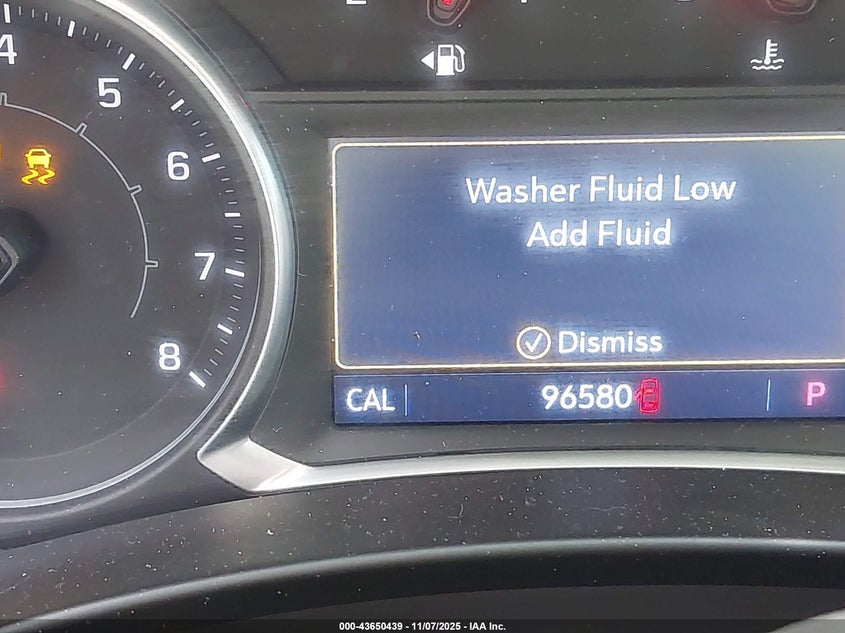 4
5
6
7
8
Washer Fluid Low
Add Fluid
Dismiss
CAL 96580 P
000-43650439 - 11/07/2025 - IAA Inc.